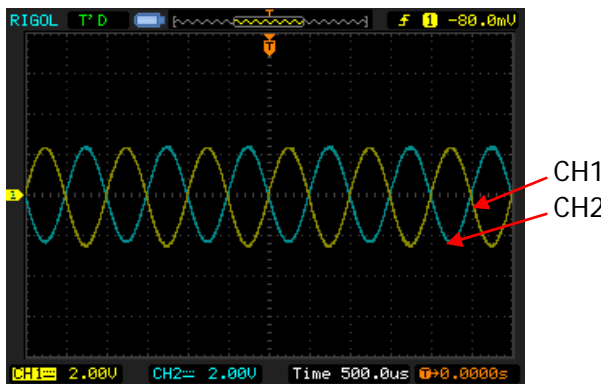 RIGOL T'D T f 1 -80.0mV
T
1
CH1
CH2
CH1 2.00V CH2 2.00V Time 500.0us T→0.0000s